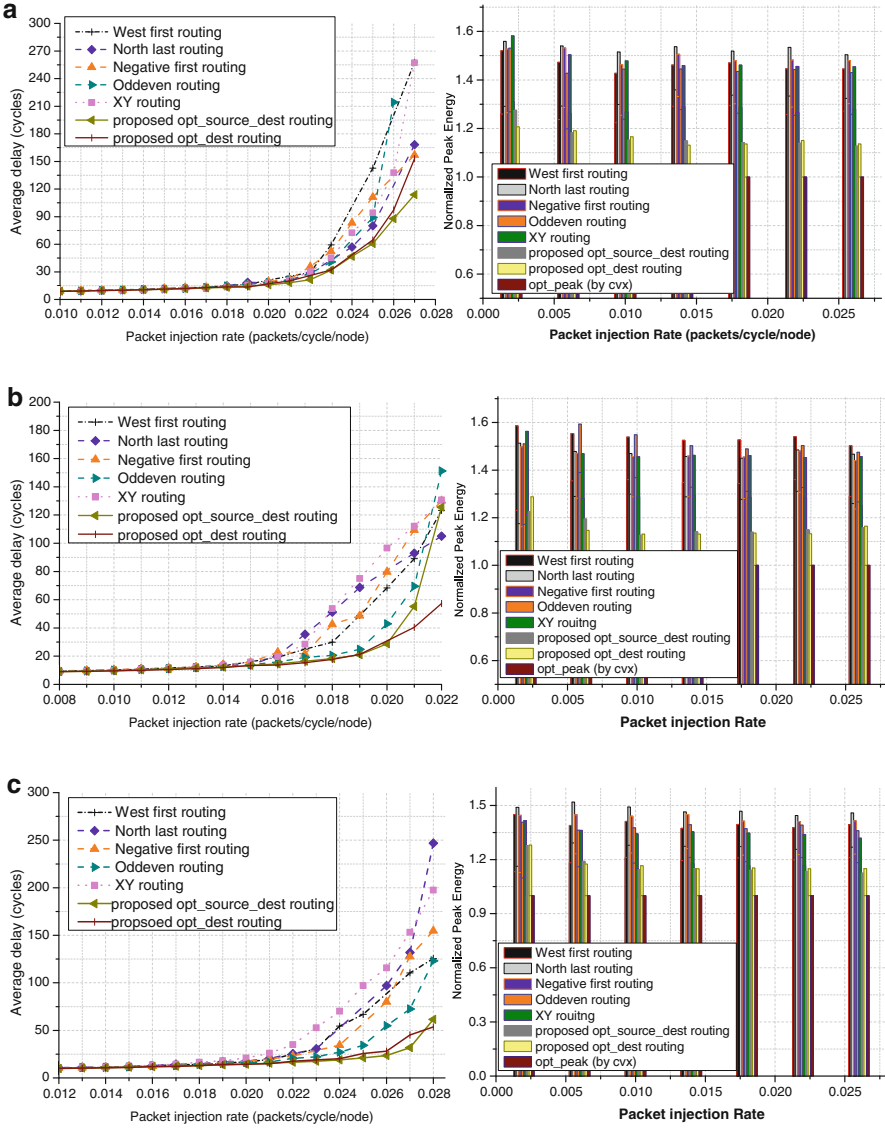 a
300
270
240
210
180
150
120
90
60
30
0
Average delay (cycles)
West first routing
North last routing
Negative first routing
Oddeven routing
XY routing
proposed opt_source_dest routing
proposed opt_dest routing
0.010 0.012 0.014 0.016 0.018 0.020 0.022 0.024 0.026 0.028
Packet injection rate (packets/cycle/node)
1.6
1.4
1.2
1.0
0.8
0.6
Normalized Peak Energy
West first routing
North last routing
Negative first routing
Oddeven routing
XY routing
proposed opt_source_dest routing
proposed opt_dest routing
opt_peak (by cvx)
0.000 0.005 0.010 0.015 0.020 0.025
Packet injection Rate (packets/cycle/node)
b
200
180
160
140
120
100
80
60
40
20
0
Average delay (cycles)
West first routing
North last routing
Negative first routing
Oddeven routing
XY routing
proposed opt_source_dest routing
proposed opt_dest routing
0.008 0.010 0.012 0.014 0.016 0.018 0.020 0.022
Packet injection rate (packets/cycle/node)
1.6
1.4
1.2
1.0
0.8
0.6
Normalized Peak Energy
West first routing
North last routing
Negative first routing
Oddeven routing
XY rouitng
proposed opt_source_dest routing
proposed opt_dest routing
opt_peak (by cvx)
0.000 0.005 0.010 0.015 0.020 0.025
Packet injection Rate
c
300
250
200
150
100
50
0
Average delay (cycles)
West first routing
North last routing
Negative first routing
Oddeven routing
XY routing
proposed opt_source_dest routing
propsoed opt_dest routing
0.012 0.014 0.016 0.018 0.020 0.022 0.024 0.026 0.028
Packet injection rate (packets/cycle/node)
1.5
1.2
0.9
0.6
0.3
0.0
Normalized Peak Energy
West first routing
North last routing
Negative first routing
Oddeven routing
XY rouitng
proposed opt_source_dest routing
proposed opt_dest routing
opt_peak (by cvx)
0.000 0.005 0.010 0.015 0.020 0.025
Packet injection Rate